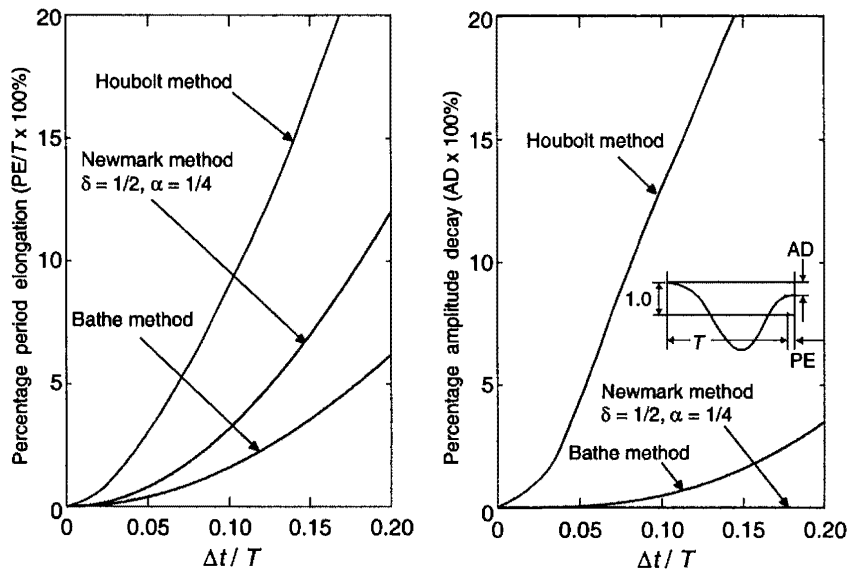 Percentage period elongation (PE/T x 100%)
20
15
10
5
0
Houbolt method
Newmark method
δ = 1/2, α = 1/4
Bathe method
0
0.05
0.10
0.15
0.20
Δt / T
Percentage amplitude decay (AD x 100%)
20
15
10
5
0
Houbolt method
AD
1.0
T
PE
Newmark method
δ = 1/2, α = 1/4
Bathe method
0
0.05
0.10
0.15
0.20
Δt / T